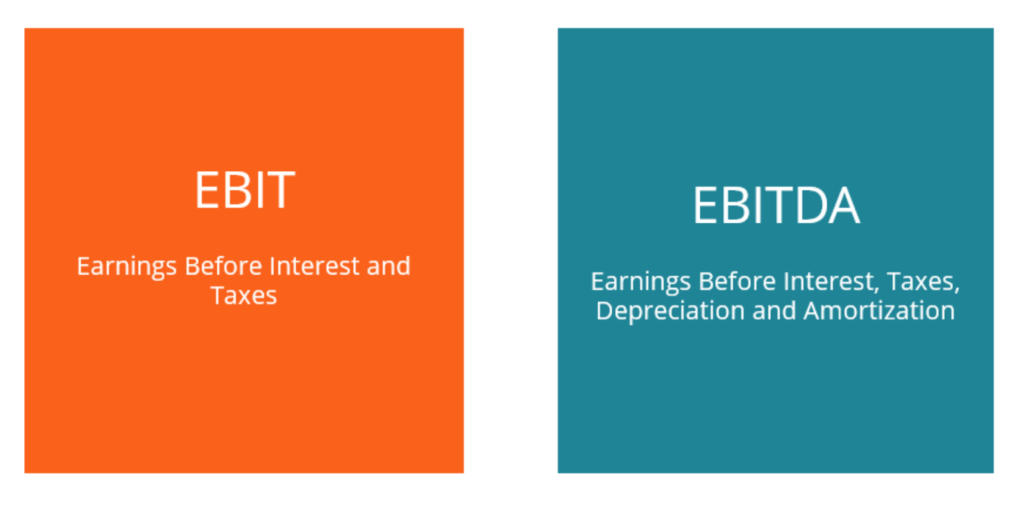 EBIT
Earnings Before Interest and
Taxes
EBITDA
Earnings Before Interest, Taxes,
Depreciation and Amortization